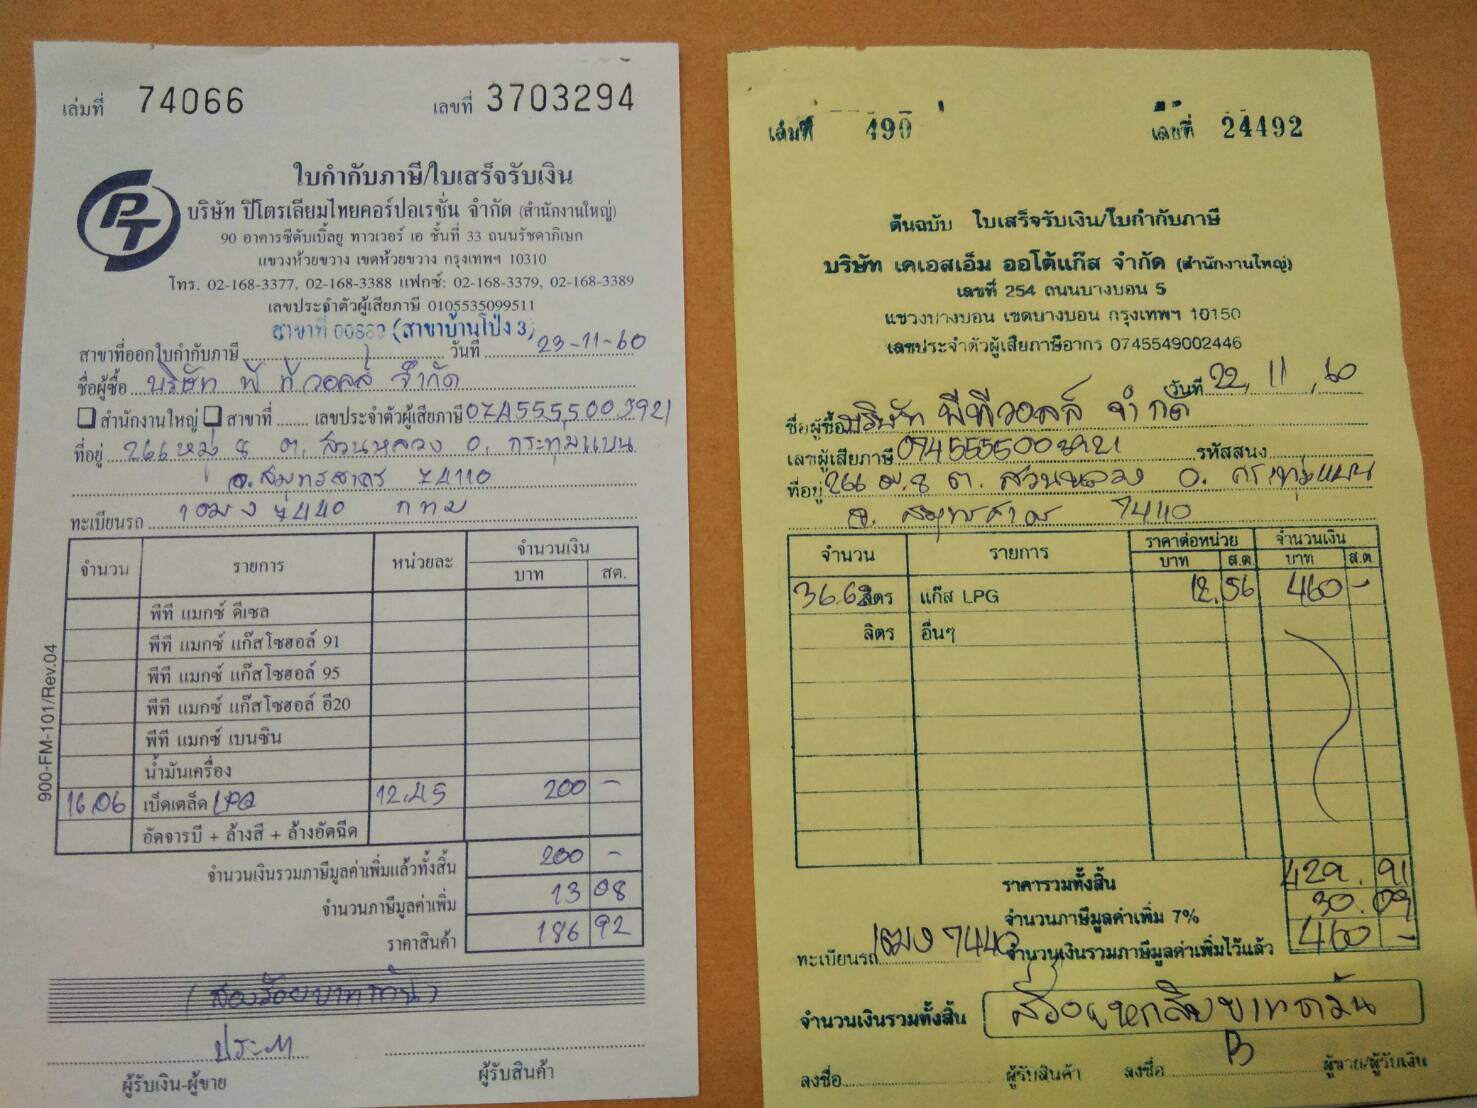 เล่มที่ 74066 เลขที่ 3703294
PT
ใบกำกับภาษี/ใบเสร็จรับเงิน
บริษัท ปิโตรเลียมไทยคอร์ปอเรชั่น จำกัด (สำนักงานใหญ่)
90 อาคารซีดับเบิ้ลยู ทาวเวอร์ เอ ชั้นที่ 33 ถนนรัชดาภิเษก
แขวงห้วยขวาง เขตห้วยขวาง กรุงเทพฯ 10310
โทร. 02-168-3377, 02-168-3388 แฟกซ์: 02-168-3379, 02-168-3389
เลขประจำตัวผู้เสียภาษี 0105535099511
สาขาที่ (สาขาบ้านโป่ง 3)
สาขาที่ออกใบกำกับภาษี วันที่ 23-11-60
ชื่อผู้ซื้อ บริษัท พี ทีวอลล์ จำกัด
สำนักงานใหญ่ สาขาที่ ....... เลขประจำตัวผู้เสียภาษี 0745555003921
ที่อยู่ 266 หมู่ 8 ต. สวนหลวง อ. กระทุ่มแบน
จ.สมุทรสาคร 74110
ทะเบียนรถ 1ฒง 7440 กทม
จำนวน รายการ หน่วยละ จำนวนเงิน
บาท สต.
พีที แมกซ์ ดีเซล
พีที แมกซ์ แก๊สโซฮอล์ 91
พีที แมกซ์ แก๊สโซฮอล์ 95
พีที แมกซ์ แก๊สโซฮอล์ อี20
พีที แมกซ์ เบนซิน
น้ำมันเครื่อง
16.06 เบ็ดเตล็ด LPG 12.45 200 -
อัดจารบี + ล้างสี + ล้างอัดฉีด
จำนวนเงินรวมภาษีมูลค่าเพิ่มแล้วทั้งสิ้น 200 -
จำนวนภาษีมูลค่าเพิ่ม 13 08
ราคาสินค้า 186 92
(สองร้อยบาทถ้วน)
ผู้รับเงิน-ผู้ขาย ผู้รับสินค้า
900-FM-101/Rev.04
เล่มที่ 490 เลขที่ 24492
ต้นฉบับ ใบเสร็จรับเงิน/ใบกำกับภาษี
บริษัท เคเอสเอ็ม ออโต้แก๊ส จำกัด (สำนักงานใหญ่)
เลขที่ 254 ถนนบางบอน 5
แขวงบางบอน เขตบางบอน กรุงเทพฯ 10150
เลขประจำตัวผู้เสียภาษีอากร 0745549002446
วันที่ 22, 11, 60
ชื่อผู้ซื้อ บริษัท พีทีวอลล์ จำกัด
เลขผู้เสียภาษี 0745555003921 รหัสสนง
ที่อยู่ 266 ม.8 ต. สวนหลวง อ. กระทุ่มแบน
จ. สมุทรสาคร 74110
จำนวน รายการ ราคาต่อหน่วย จำนวนเงิน
บาท ส.ต บาท ส.ต
ลิตร แก๊ส LPG 12.56 460 -
ลิตร อื่นๆ
ราคารวมทั้งสิ้น 429.91
จำนวนภาษีมูลค่าเพิ่ม 7% 30.09
ทะเบียนรถ 1ฒง 7440 จำนวนเงินรวมภาษีมูลค่าเพิ่มไว้แล้ว 460 -
จำนวนเงินรวมทั้งสิ้น สี่ร้อยหกสิบบาทถ้วน
ลงชื่อ ผู้รับสินค้า ลงชื่อ ผู้ขาย/ผู้รับเงิน